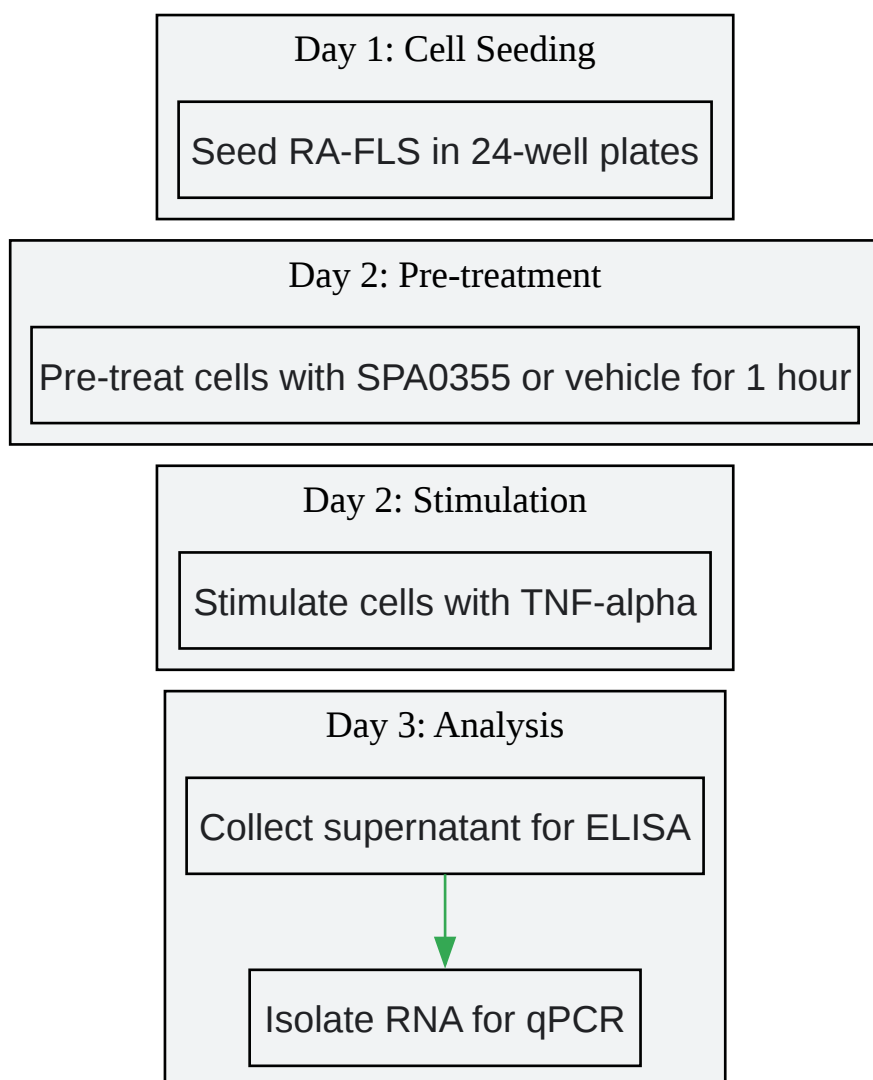 Day 1: Cell Seeding
Seed RA-FLS in 24-well plates
Day 2: Pre-treatment
Pre-treat cells with SPA0355 or vehicle for 1 hour
Day 2: Stimulation
Stimulate cells with TNF-alpha
Day 3: Analysis
Collect supernatant for ELISA
Isolate RNA for qPCR